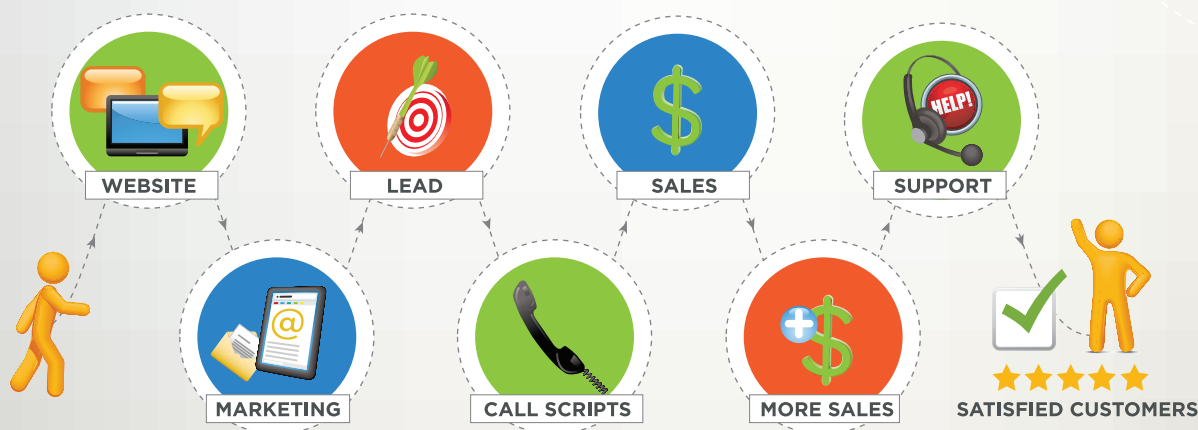 WEBSITE
LEAD
SALES
HELP!
SUPPORT
@
MARKETING
CALL SCRIPTS
MORE SALES
SATISFIED CUSTOMERS